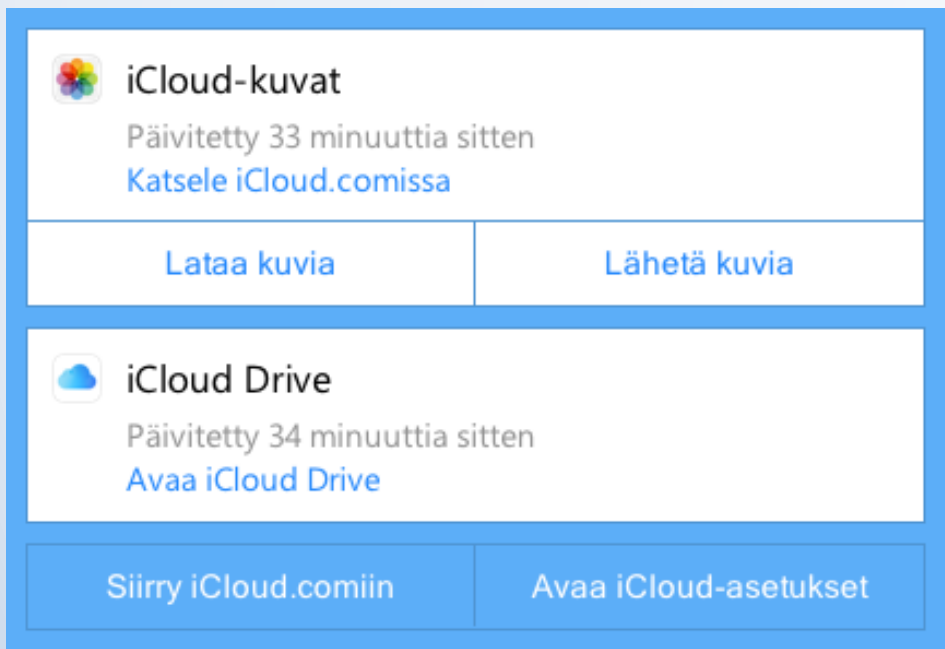 iCloud-kuvat
Päivitetty 33 minuuttia sitten
Katsele iCloud.comissa
Lataa kuvia
Lähetä kuvia
iCloud Drive
Päivitetty 34 minuuttia sitten
Avaa iCloud Drive
Siirry iCloud.comiin
Avaa iCloud-asetukset